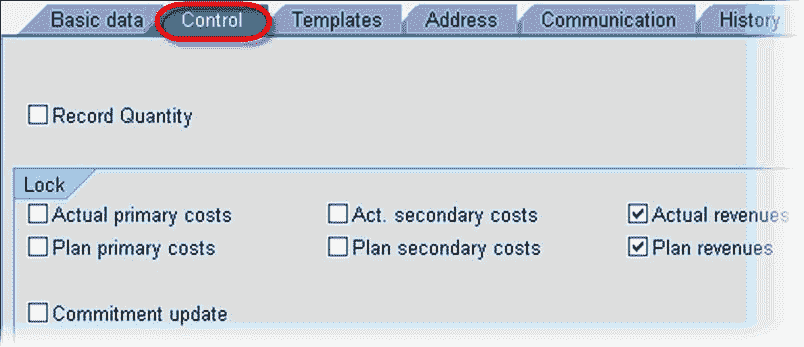 Basic data Control Templates Address Communication History
Record Quantity
Lock
Actual primary costs Act. secondary costs Actual revenues
Plan primary costs Plan secondary costs Plan revenues
Commitment update